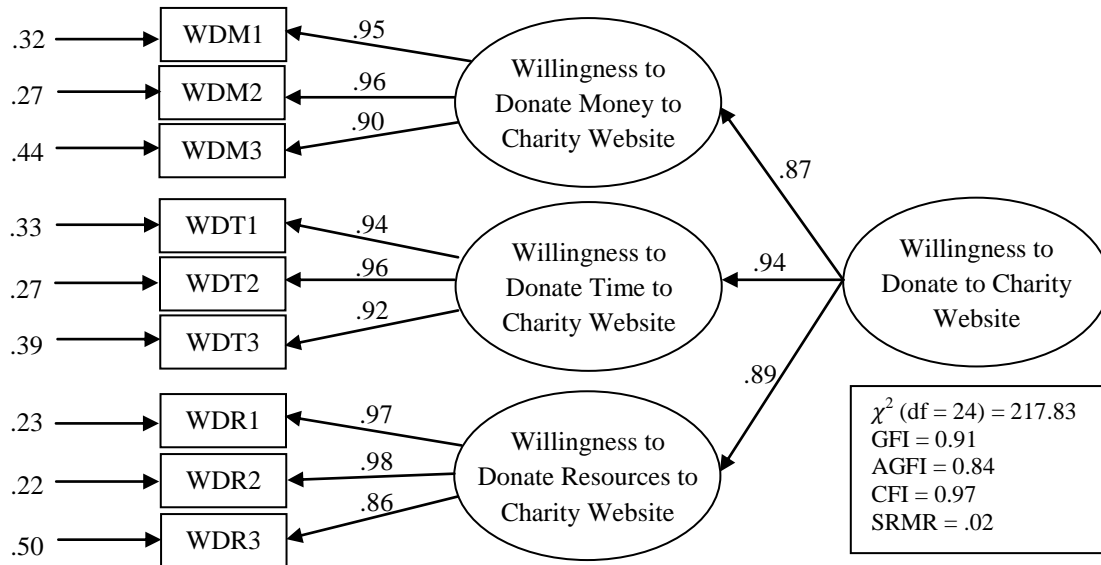 .32
WDM1
.95
.27
WDM2
.96
.44
WDM3
.90
Willingness to
Donate Money to
Charity Website
.87
.33
WDT1
.94
.27
WDT2
.96
.39
WDT3
.92
Willingness to
Donate Time to
Charity Website
.94
Willingness to
Donate to Charity
Website
.23
WDR1
.97
.22
WDR2
.98
.50
WDR3
.86
Willingness to
Donate Resources to
Charity Website
.89
χ² (df = 24) = 217.83
GFI = 0.91
AGFI = 0.84
CFI = 0.97
SRMR = .02